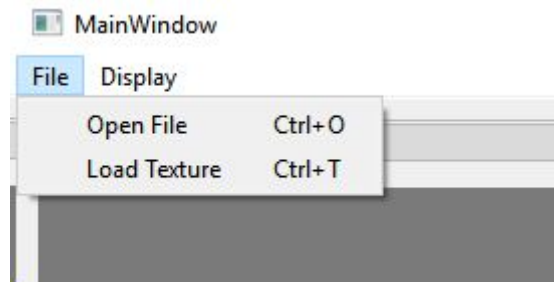 MainWindow
File Display
Open File Ctrl+O
Load Texture Ctrl+T